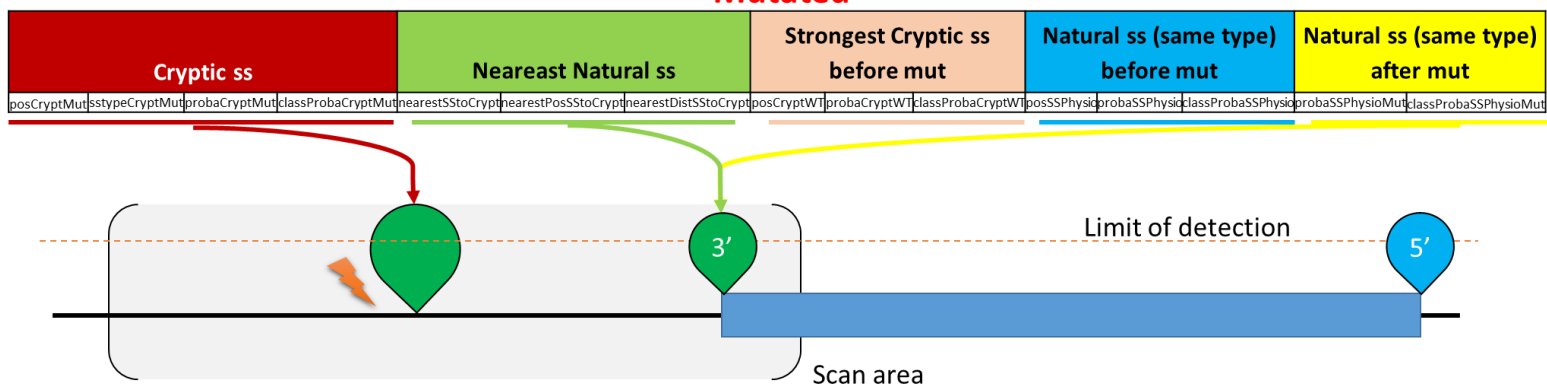 Mutated
Cryptic ss
Neareast Natural ss
Strongest Cryptic ss
before mut
Natural ss (same type)
before mut
Natural ss (same type)
after mut
posCryptMut sstypeCryptMut probaCryptMut classProbaCryptMut nearestSStoCrypt nearestPosSStoCrypt nearestDistSStoCrypt posCryptWT probaCryptWT classProbaCryptWT posSSPhysio probaSSPhysio classProbaSSPhysio probaSSPhysioMut classProbaSSPhysioMut
Limit of detection
3’
5’
Scan area